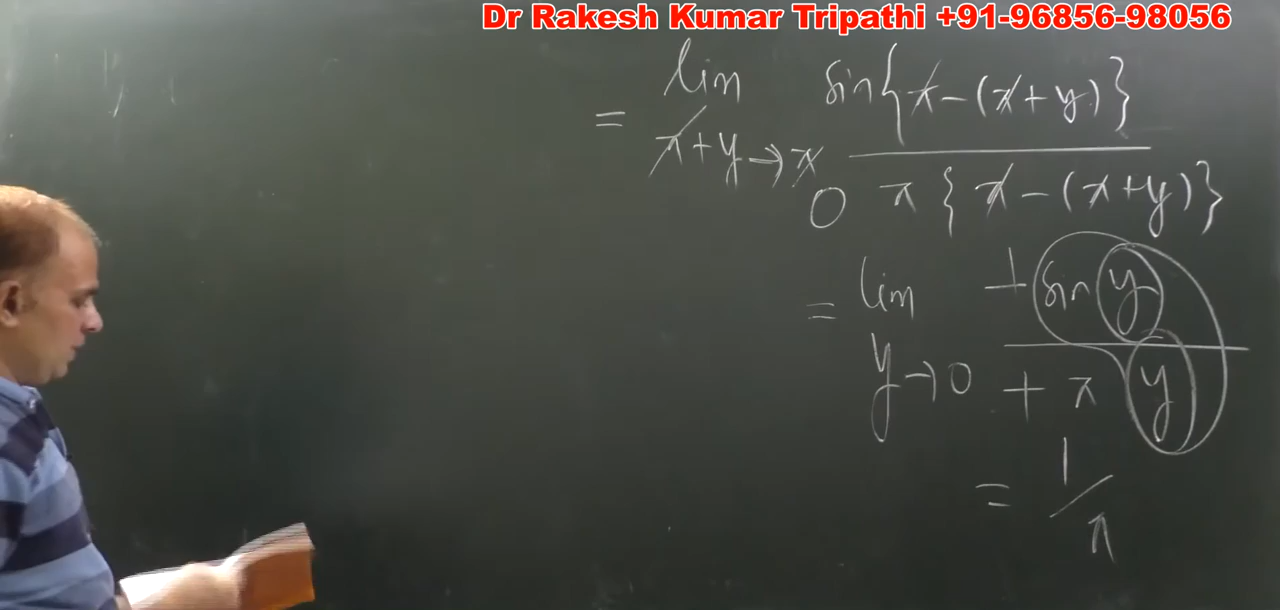 Dr Rakesh Kumar Tripathi +91-96856-98056
= lim π+y→π 0 sin{π-(π+y)} / π{π-(π+y)}
= lim y→0 + sin y / + π y
= 1/π